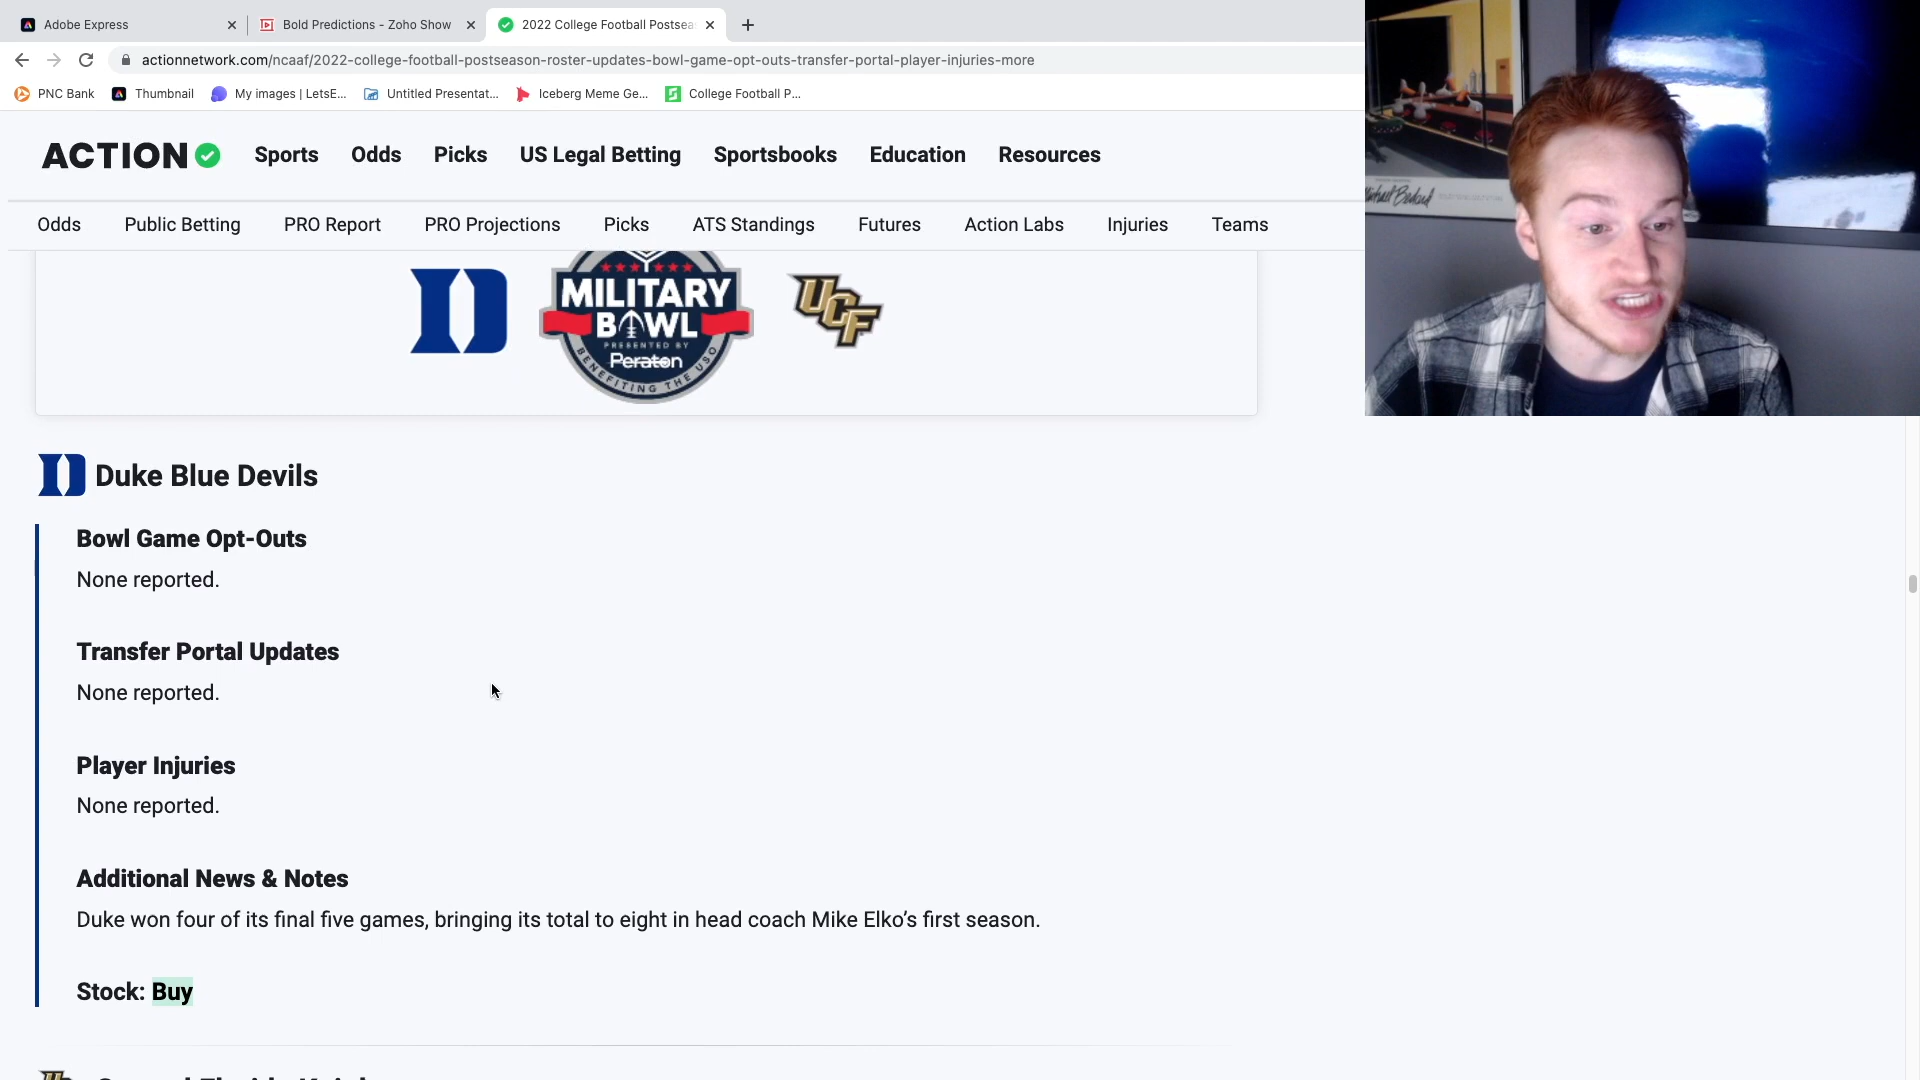 Adobe Express
Bold Predictions - Zoho Show
2022 College Football Postsea
actionnetwork.com/ncaaf/2022-college-football-postseason-roster-updates-bowl-game-opt-outs-transfer-portal-player-injuries-more
PNC Bank Thumbnail My images | LetsE... Untitled Presentat... Iceberg Meme Ge... College Football P...
ACTION Sports Odds Picks US Legal Betting Sportsbooks Education Resources
Odds Public Betting PRO Report PRO Projections Picks ATS Standings Futures Action Labs Injuries Teams
D
MILITARY
BOWL
PRESENTED BY
Peraton
BENEFITING THE USO
UCF
Michael Bedard
D Duke Blue Devils
Bowl Game Opt-Outs
None reported.
Transfer Portal Updates
None reported.
Player Injuries
None reported.
Additional News & Notes
Duke won four of its final five games, bringing its total to eight in head coach Mike Elko’s first season.
Stock: Buy